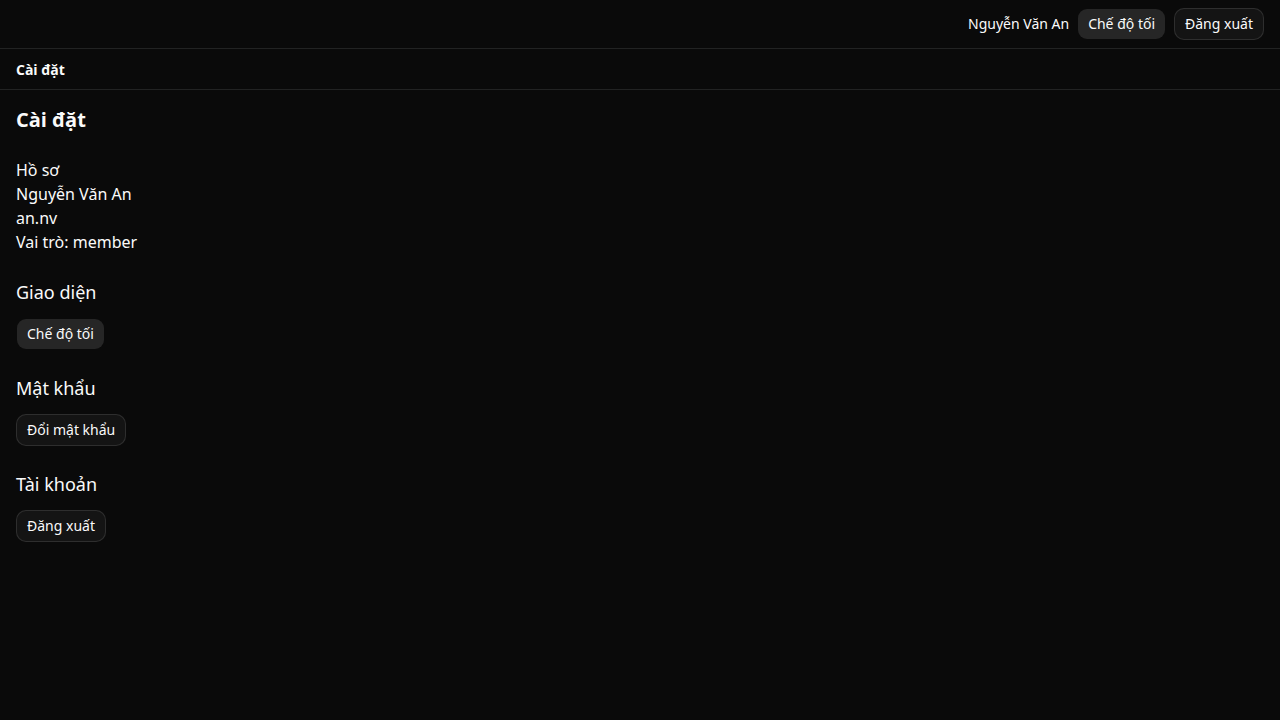 Nguyễn Văn An Chế độ tối Đăng xuất
Cài đặt
Cài đặt
Hồ sơ
Nguyễn Văn An
an.nv
Vai trò: member
Giao diện
Chế độ tối
Mật khẩu
Đổi mật khẩu
Tài khoản
Đăng xuất